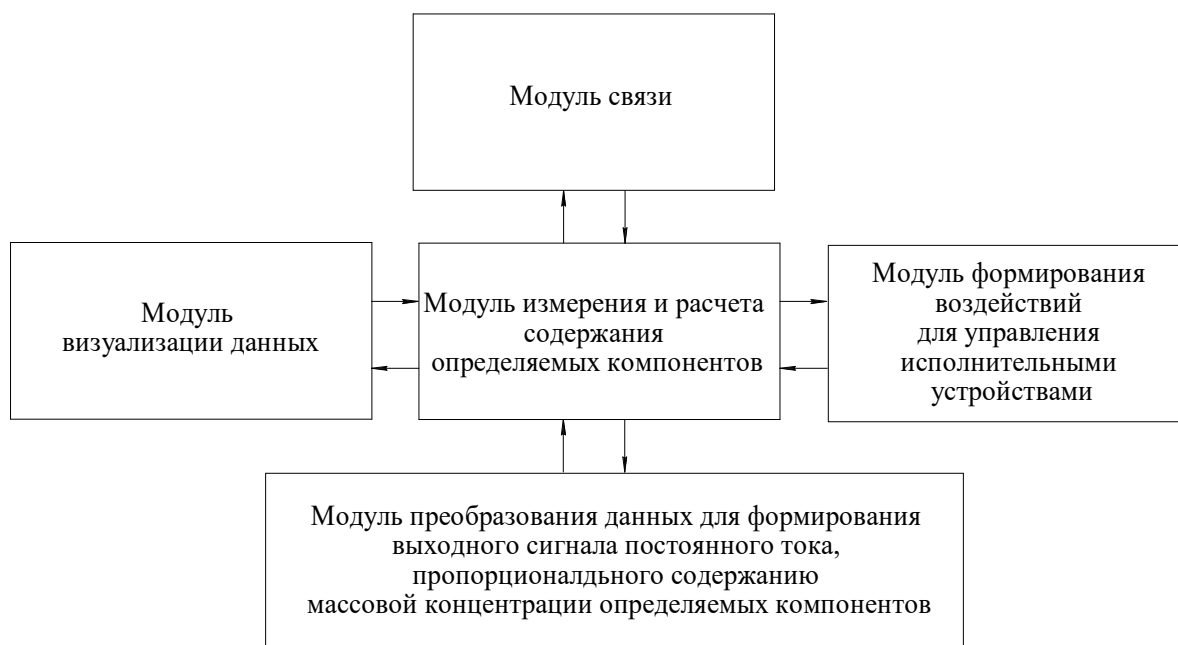 Модуль связи
Модуль
визуализации данных
Модуль измерения и расчета
содержания
определяемых компонентов
Модуль формирования
воздействий
для управления
исполнительными
устройствами
Модуль преобразования данных для формирования
выходного сигнала постоянного тока,
пропорционалдьного содержанию
массовой концентрации определяемых компонентов